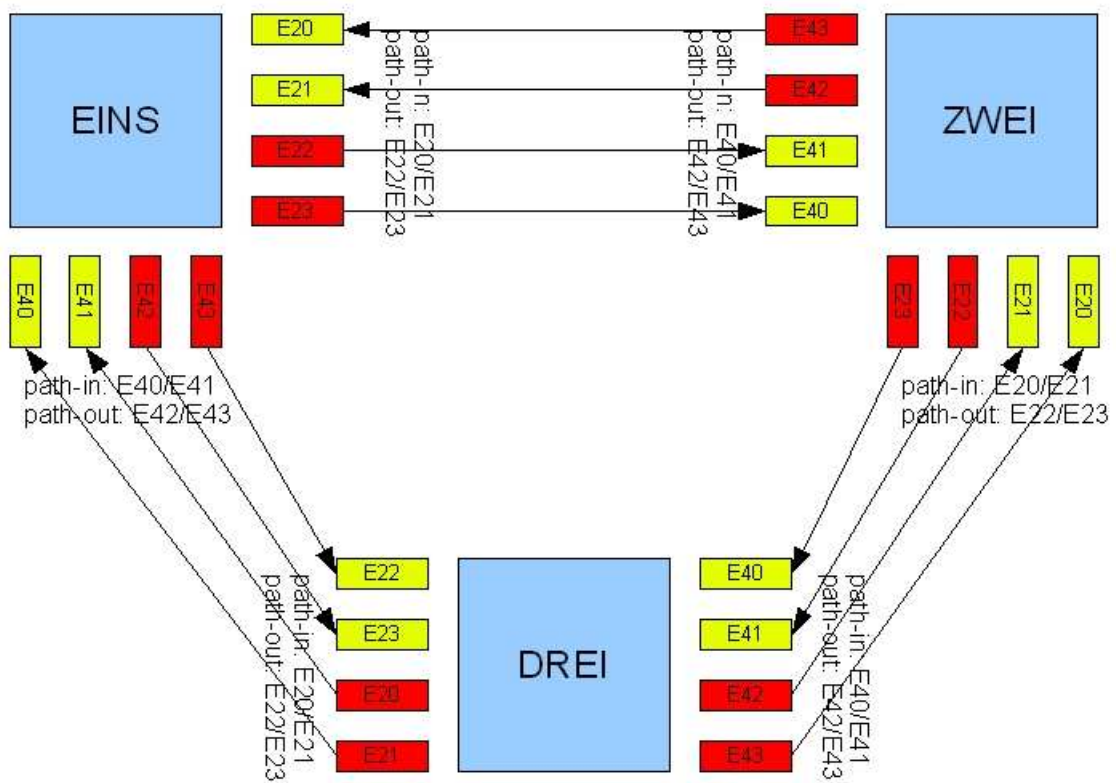 EINS
E20
E21
E22
E23
path-in: E20/E21
path-out: E22/E23
path-in: E40/E41
path-out: E42/E43
E43
E42
E41
E40
ZWEI
E40
E41
E42
E43
path-in: E40/E41
path-out: E42/E43
E23
E22
E21
E20
path-in: E20/E21
path-out: E22/E23
path-in: E20/E21
path-out: E22/E23
E22
E23
E20
E21
DREI
E40
E41
E42
E43
path-in: E40/E41
path-out: E42/E43